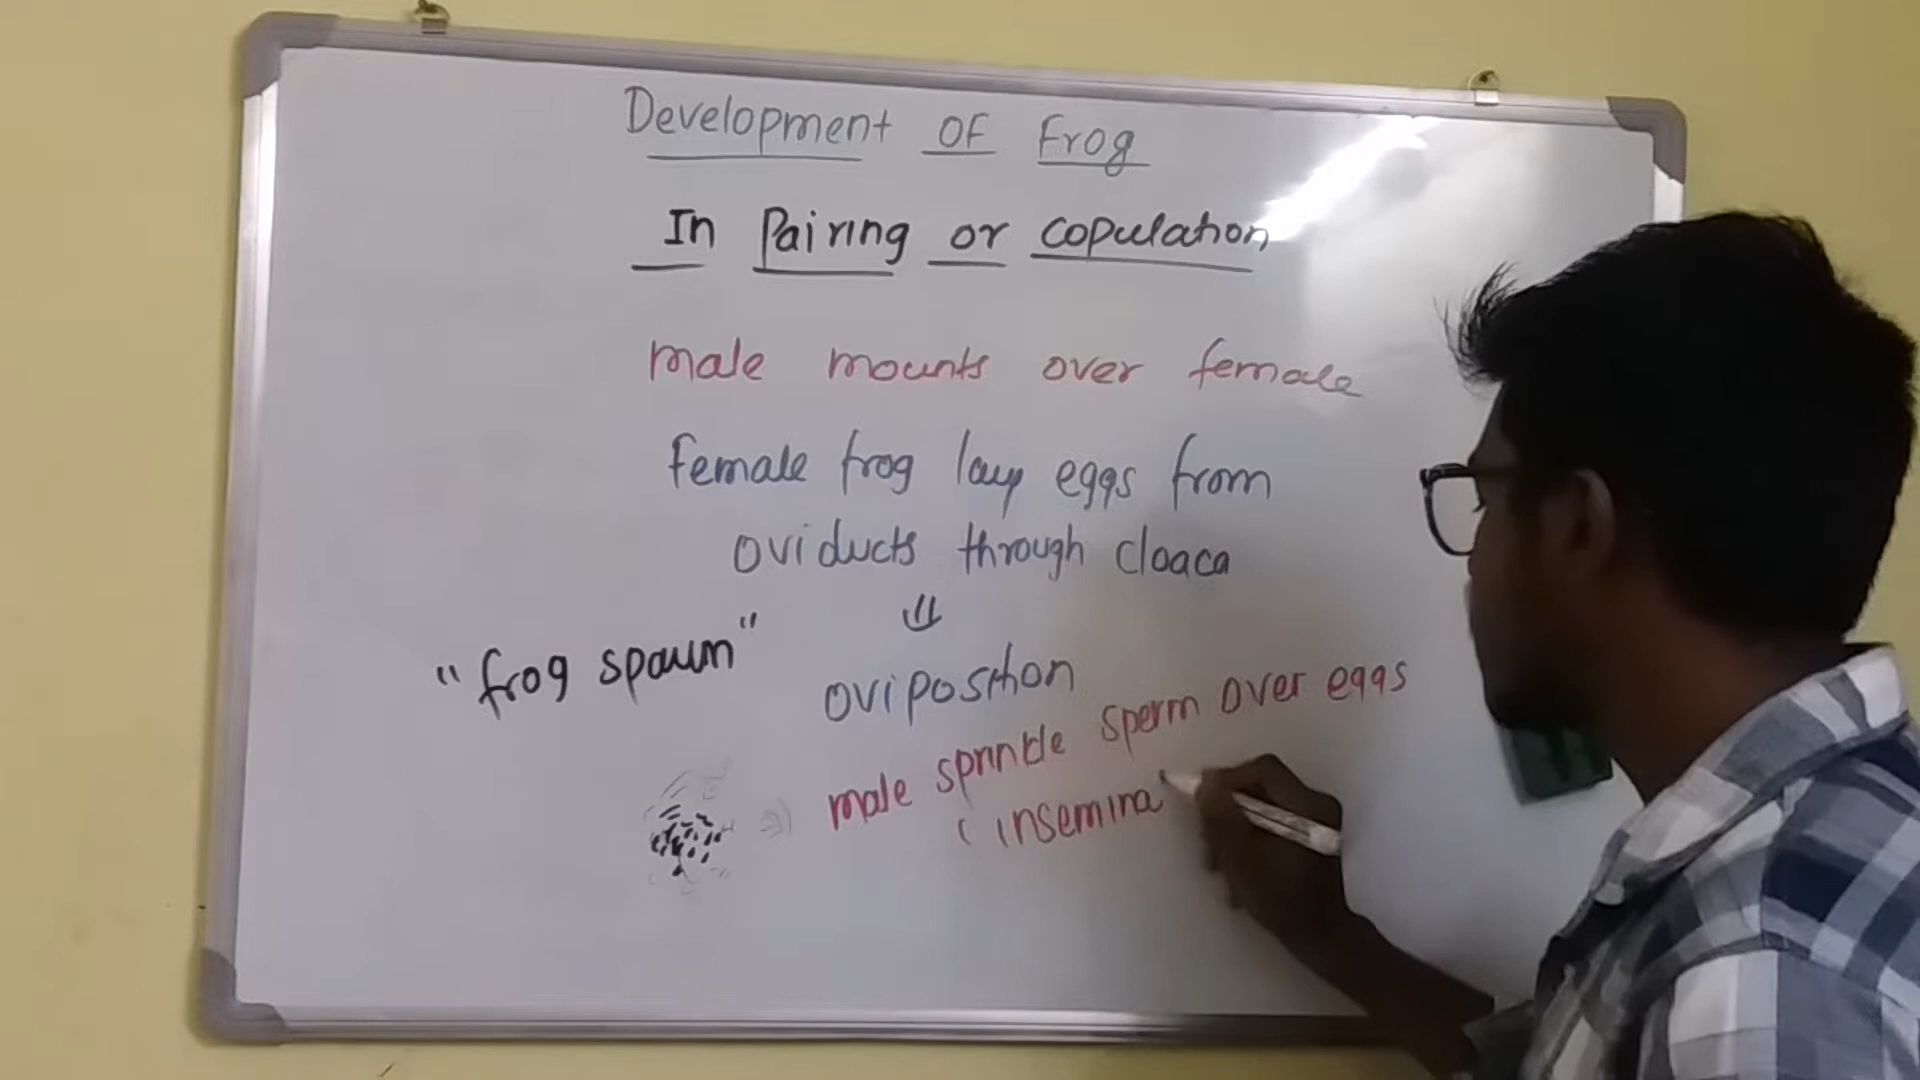 Development OF Frog
In Pairing or copulation
male mounts over female
female frog lay eggs from
oviducts through cloaca
⇓
"frog spawn"
oviposition
male sprinkle sperm over eggs
(insemina